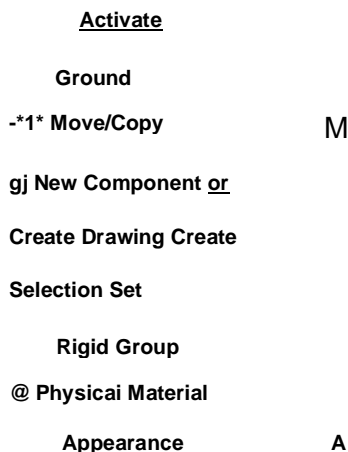 Activate
Ground
-*1* Move/Copy M
gj New Component or
Create Drawing Create
Selection Set
Rigid Group
@ Physicai Material
Appearance A